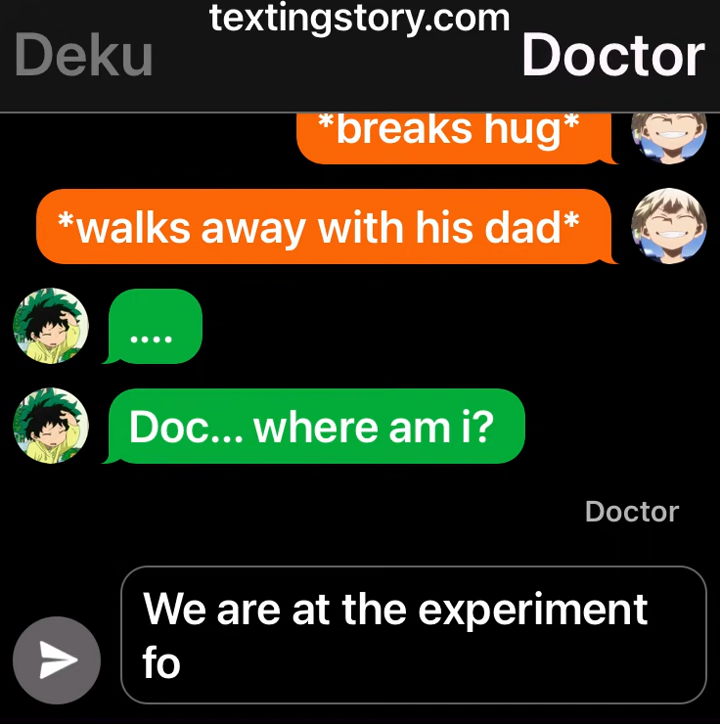 textingstory.com
Deku
Doctor
*breaks hug*
*walks away with his dad*
....
Doc... where am i?
Doctor
We are at the experiment
fo